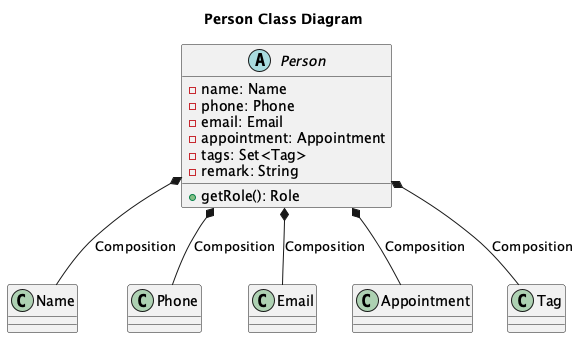 Person Class Diagram
A Person
name: Name
phone: Phone
email: Email
appointment: Appointment
tags: Set<Tag>
remark: String
getRole(): Role
Composition Composition Composition Composition Composition
C Name C Phone C Email C Appointment C Tag